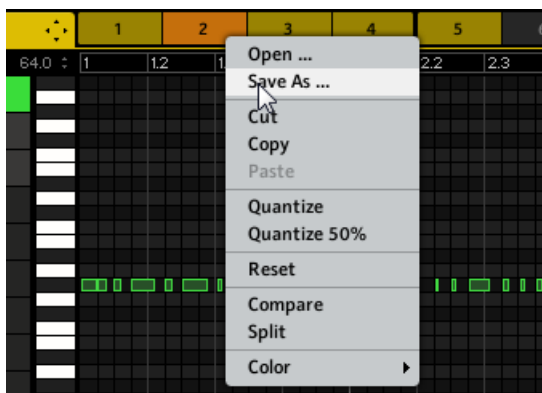 1 2 3 4 5
64.0 1 1.2 2.2 2.3
Open ...
Save As ...
Cut
Copy
Paste
Quantize
Quantize 50%
Reset
Compare
Split
Color